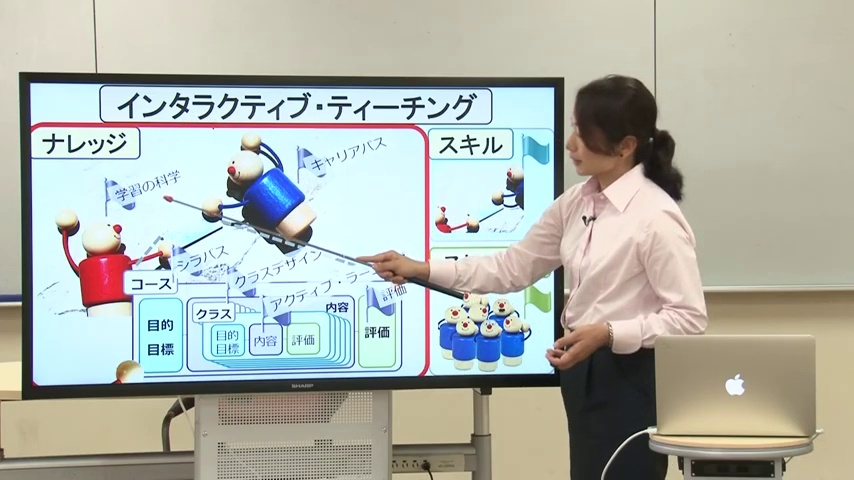 インタラクティブ・ティーチング
ナレッジ
スキル
キャリアパス
学習の科学
シラバス
クラスデザイン
アクティブ・ラー
評価
コース
目的
目標
クラス
目的
目標
内容
評価
内容
評価
SHARP